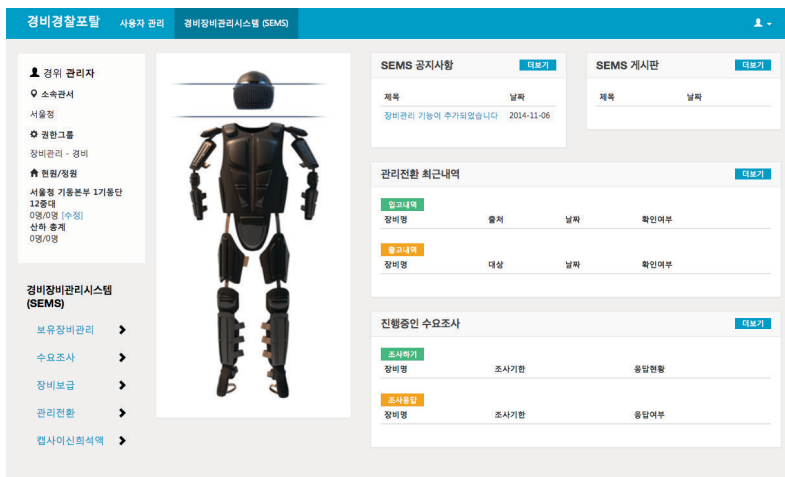 경비경찰포탈 사용자 관리 경비장비관리시스템 (SEMS)
경위 관리자
소속관서
서울청
권한그룹
장비관리 - 경비
현원/정원
서울청 기동본부 1기동단
12중대
0명/0명 [수정]
산하 총계
0명/0명
경비장비관리시스템
(SEMS)
보유장비관리
수요조사
장비보급
관리전환
캡사이신희석액
SEMS 공지사항 더보기
제목 날짜
장비관리 기능이 추가되었습니다 2014-11-06
SEMS 게시판 더보기
제목 날짜
관리전환 최근내역 더보기
입고내역
장비명 출처 날짜 확인여부
출고내역
장비명 대상 날짜 확인여부
진행중인 수요조사 더보기
조사하기
장비명 조사기한 응답현황
조사응답
장비명 조사기한 응답여부